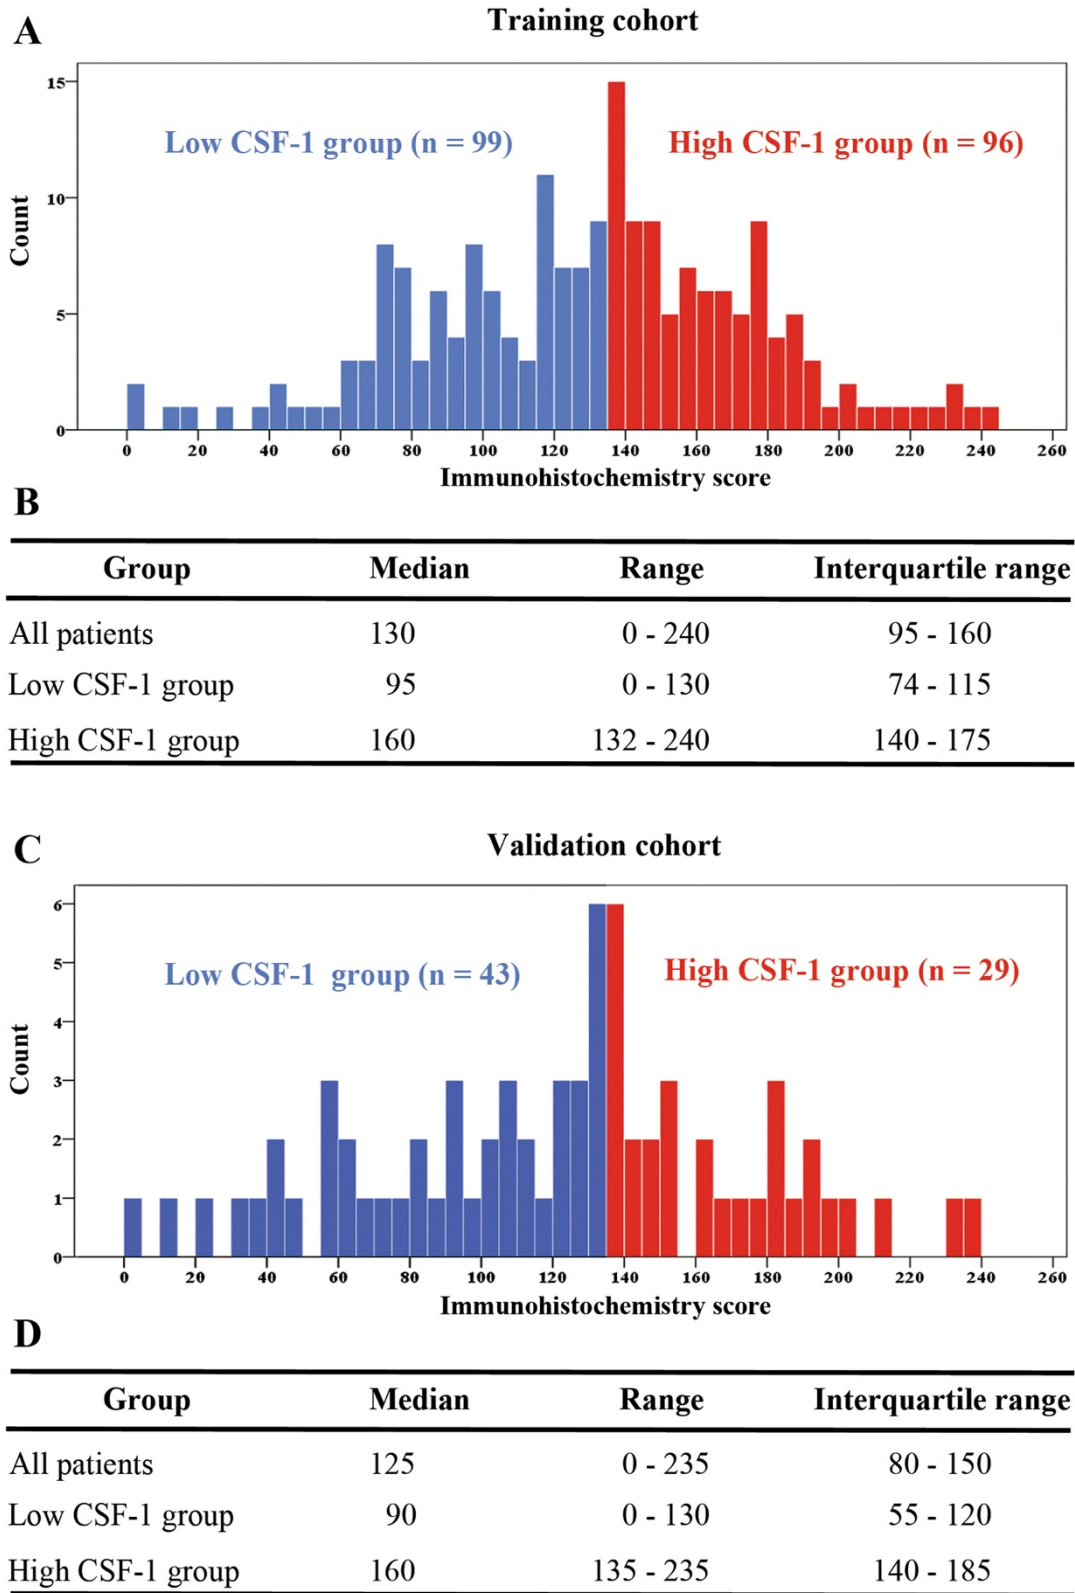 A
Training cohort
15
10
5
0
Count
Low CSF-1 group (n = 99)
High CSF-1 group (n = 96)
0 20 40 60 80 100 120 140 160 180 200 220 240 260
Immunohistochemistry score
B
Group Median Range Interquartile range
All patients 130 0 - 240 95 - 160
Low CSF-1 group 95 0 - 130 74 - 115
High CSF-1 group 160 132 - 240 140 - 175
C
Validation cohort
6
5
4
3
2
1
0
Count
Low CSF-1 group (n = 43)
High CSF-1 group (n = 29)
0 20 40 60 80 100 120 140 160 180 200 220 240 260
Immunohistochemistry score
D
Group Median Range Interquartile range
All patients 125 0 - 235 80 - 150
Low CSF-1 group 90 0 - 130 55 - 120
High CSF-1 group 160 135 - 235 140 - 185